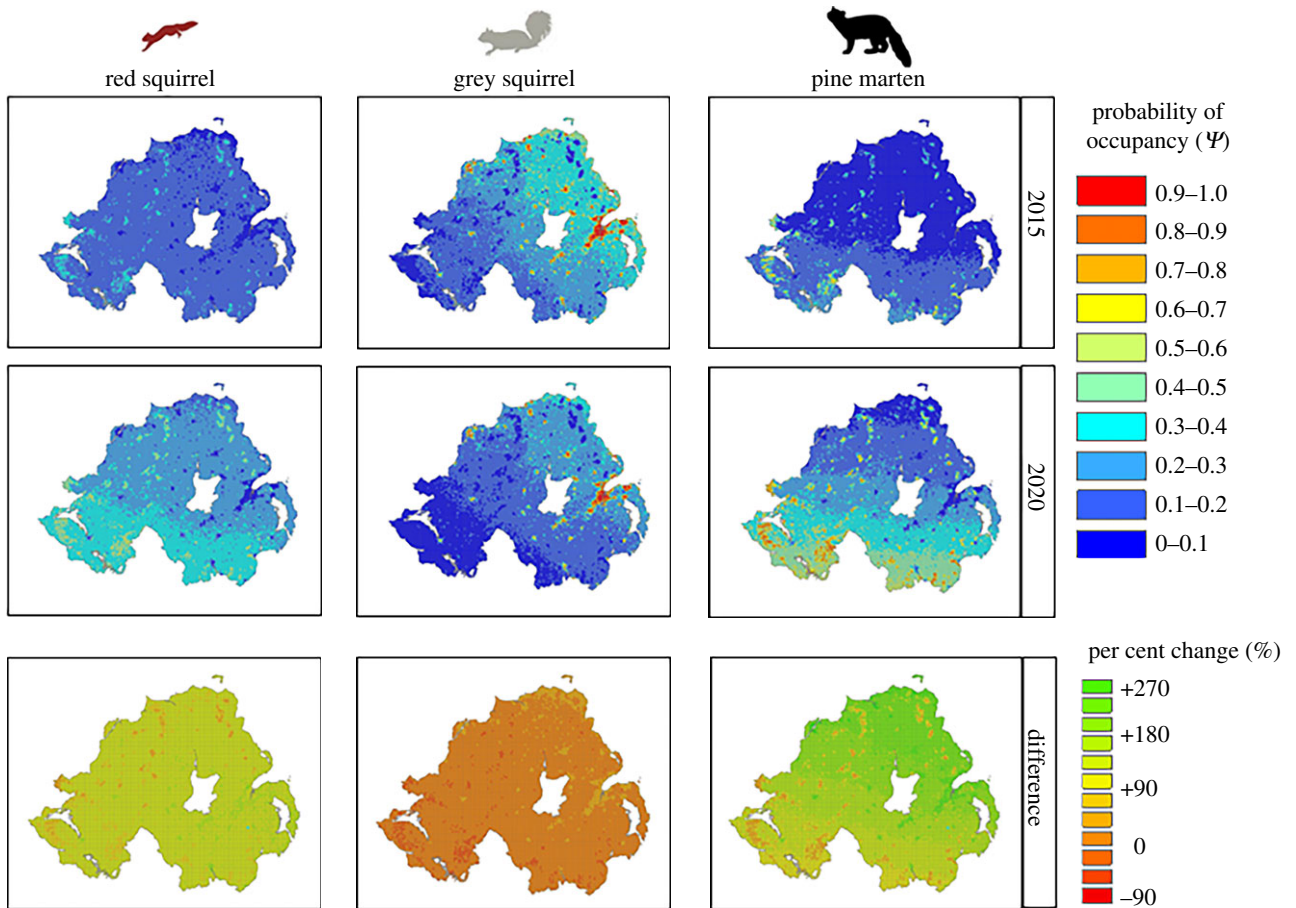 red squirrel
grey squirrel
pine marten
2015
2020
difference
probability of
occupancy (Ψ)
0.9–1.0
0.8–0.9
0.7–0.8
0.6–0.7
0.5–0.6
0.4–0.5
0.3–0.4
0.2–0.3
0.1–0.2
0–0.1
per cent change (%)
+270
+180
+90
0
–90